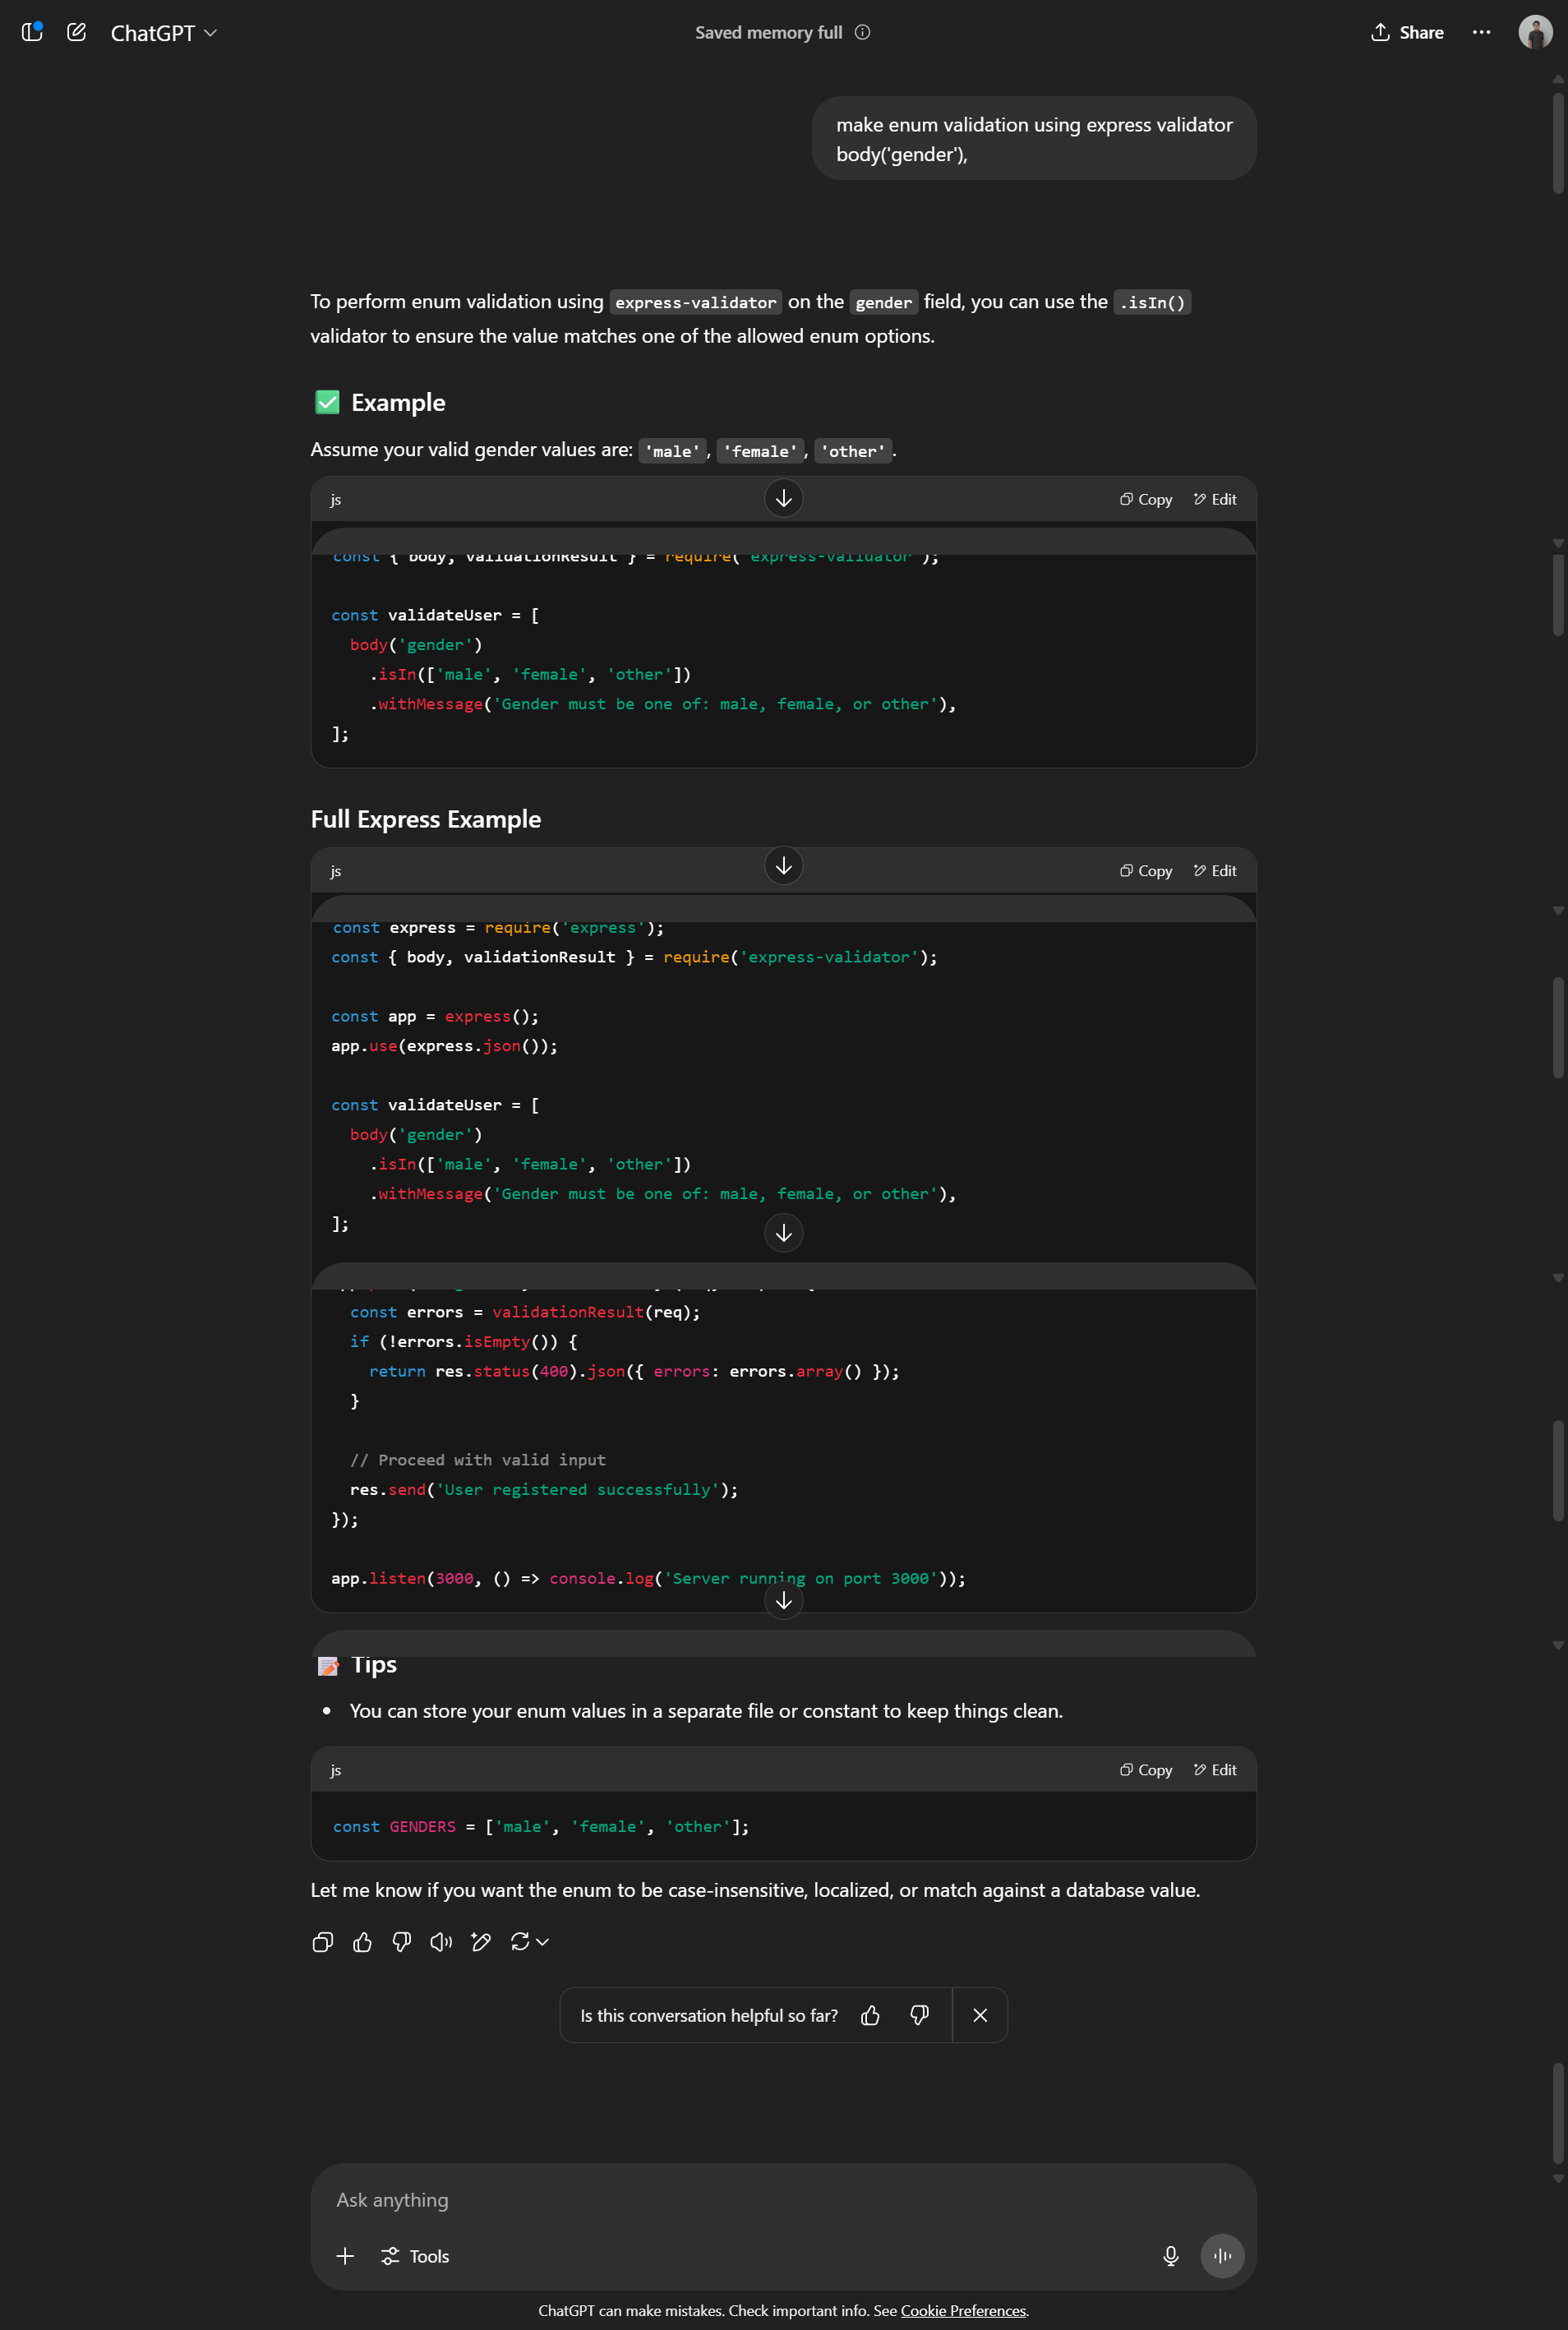 ChatGPT
Saved memory full
Share
make enum validation using express validator
body('gender'),
To perform enum validation using express-validator on the gender field, you can use the .isIn()
validator to ensure the value matches one of the allowed enum options.
Example
Assume your valid gender values are: 'male', 'female', 'other'.
js
Copy
Edit
const { body, validationResult } = require('express-validator');
const validateUser = [
  body('gender')
    .isIn(['male', 'female', 'other'])
    .withMessage('Gender must be one of: male, female, or other'),
];
Full Express Example
js
Copy
Edit
const express = require('express');
const { body, validationResult } = require('express-validator');
const app = express();
app.use(express.json());
const validateUser = [
  body('gender')
    .isIn(['male', 'female', 'other'])
    .withMessage('Gender must be one of: male, female, or other'),
];
  const errors = validationResult(req);
  if (!errors.isEmpty()) {
    return res.status(400).json({ errors: errors.array() });
  }
  // Proceed with valid input
  res.send('User registered successfully');
});
app.listen(3000, () => console.log('Server running on port 3000'));
Tips
• You can store your enum values in a separate file or constant to keep things clean.
js
Copy
Edit
const GENDERS = ['male', 'female', 'other'];
Let me know if you want the enum to be case-insensitive, localized, or match against a database value.
Is this conversation helpful so far?
Ask anything
Tools
ChatGPT can make mistakes. Check important info. See Cookie Preferences.